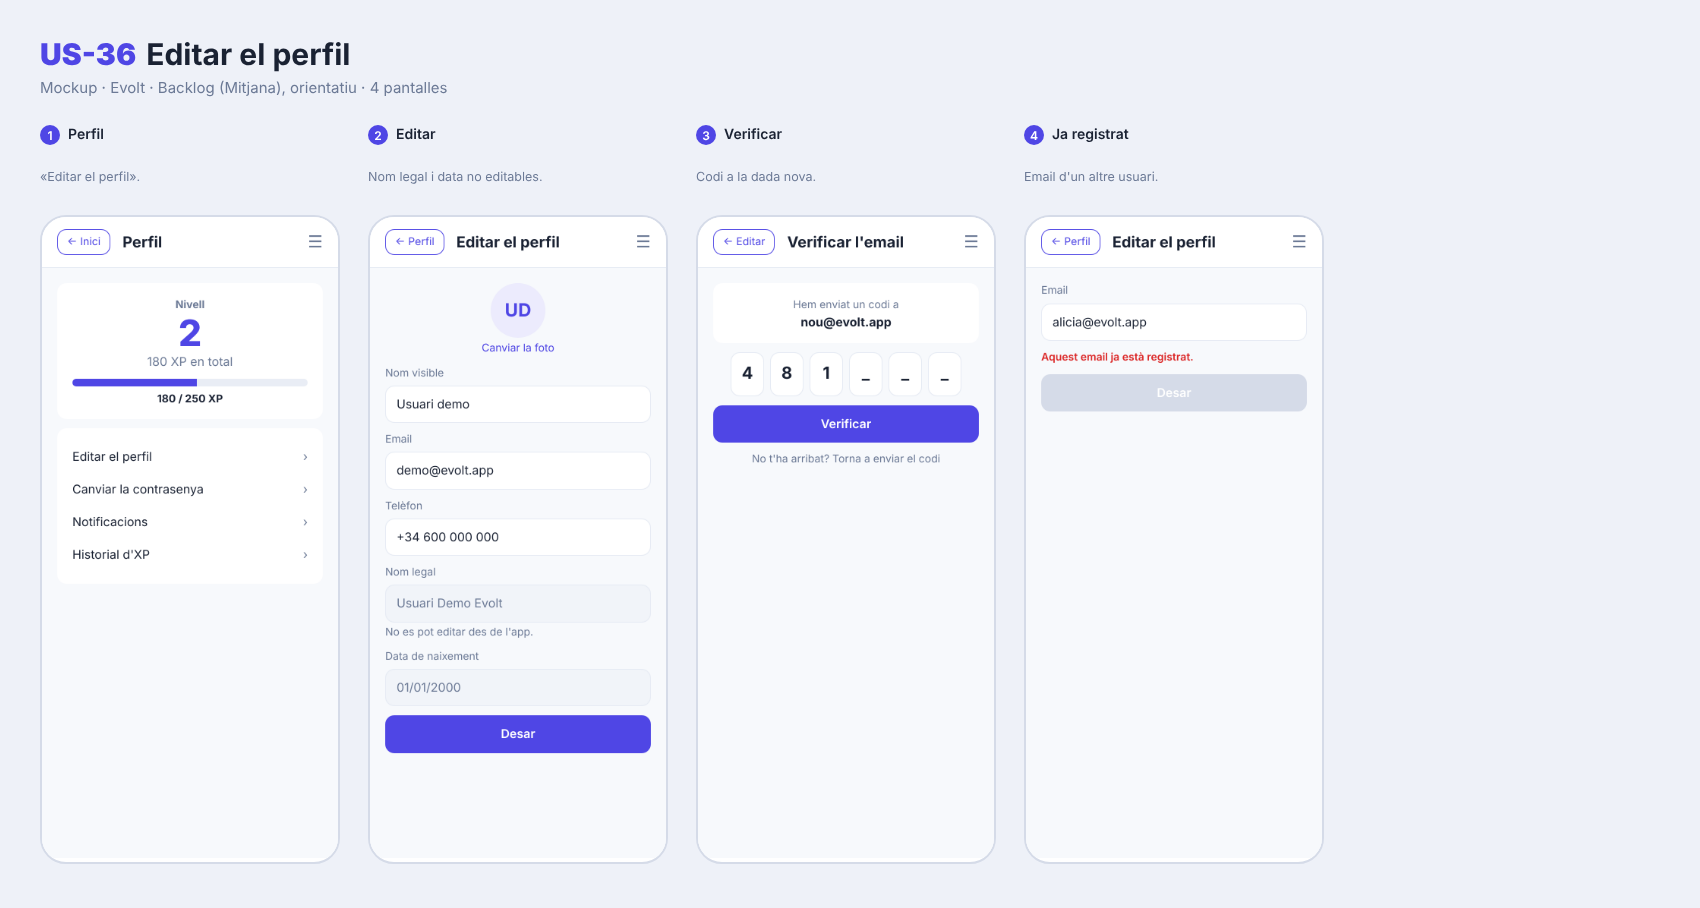 US-36 Editar el perfil
Mockup · Evolt · Backlog (Mitjana), orientatiu · 4 pantalles
1 Perfil
«Editar el perfil».
← Inici Perfil ☰
Nivell
2
180 XP en total
180 / 250 XP
Editar el perfil ›
Canviar la contrasenya ›
Notificacions ›
Historial d'XP ›
2 Editar
Nom legal i data no editables.
← Perfil Editar el perfil ☰
UD
Canviar la foto
Nom visible
Usuari demo
Email
demo@evolt.app
Telèfon
+34 600 000 000
Nom legal
Usuari Demo Evolt
No es pot editar des de l'app.
Data de naixement
01/01/2000
Desar
3 Verificar
Codi a la dada nova.
← Editar Verificar l'email ☰
Hem enviat un codi a
nou@evolt.app
4 8 1 _ _ _
Verificar
No t'ha arribat? Torna a enviar el codi
4 Ja registrat
Email d'un altre usuari.
← Perfil Editar el perfil ☰
Email
alicia@evolt.app
Aquest email ja està registrat.
Desar